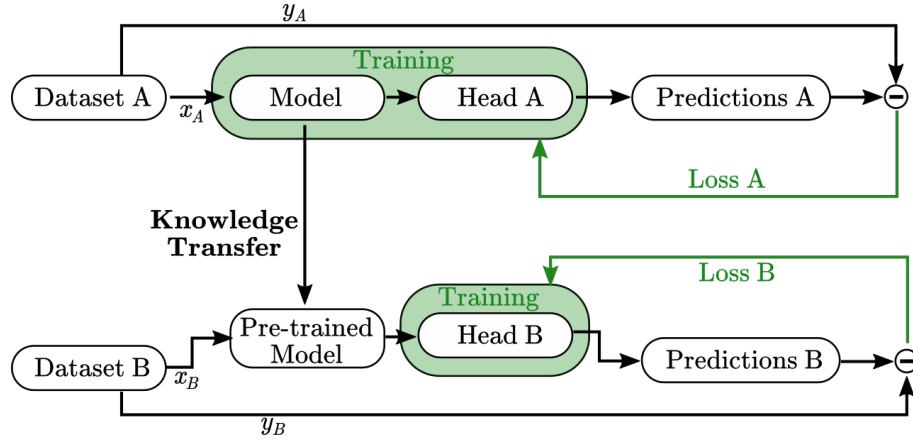 y_A
Training
Dataset A
x_A
Model
Head A
Predictions A
Loss A
Knowledge
Transfer
Loss B
Training
Pre-trained
Model
Head B
Dataset B
x_B
Predictions B
y_B